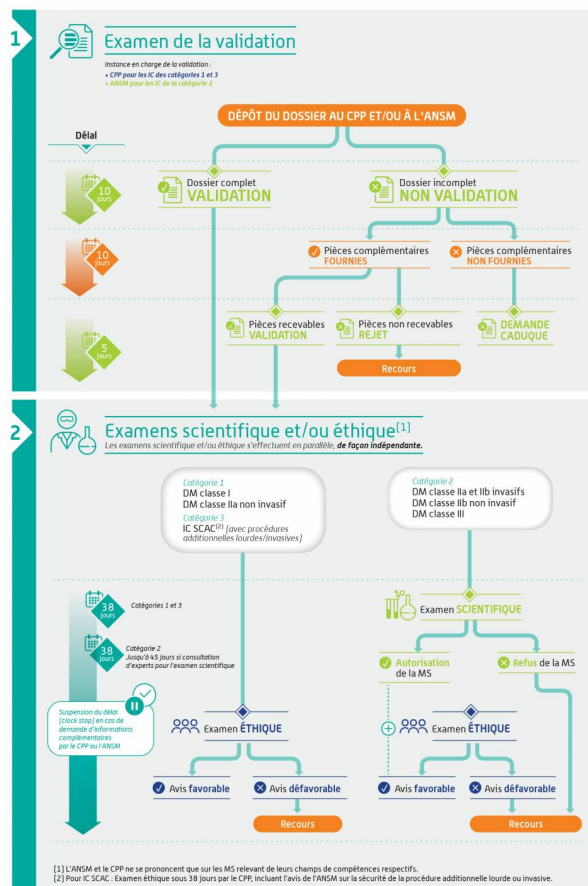 1
Examen de la validation
Instance en charge de la validation :
• CPP pour les IC des catégories 1 et 3
• ANSM pour les IC de la catégorie 2
DÉPÔT DU DOSSIER AU CPP ET/OU À L'ANSM
Délai
10
jours
Dossier complet
VALIDATION
Dossier incomplet
NON VALIDATION
10
jours
Pièces complémentaires
FOURNIES
Pièces complémentaires
NON FOURNIES
5
jours
Pièces recevables
VALIDATION
Pièces non recevables
REJET
DEMANDE
CADUQUE
Recours
2
Examens scientifique et/ou éthique[1]
Les examens scientifique et/ou éthique s'effectuent en parallèle, de façon indépendante.
Catégorie 1
DM classe I
DM classe IIa non invasif
Catégorie 3
IC SCAC[2] (avec procédures
additionnelles lourdes/invasives)
Catégorie 2
DM classe IIa et IIb invasifs
DM classe IIb non invasif
DM classe III
38
jours
Catégories 1 et 3
38
jours
Catégorie 2
Jusqu'à 45 jours si consultation
d'experts pour l'examen scientifique
Examen SCIENTIFIQUE
Autorisation
de la MS
Refus de la MS
Suspension du délai
(clock stop) en cas de
demande d'informations
complémentaires
par le CPP ou l'ANSM
Examen ÉTHIQUE
Examen ÉTHIQUE
Avis favorable
Avis défavorable
Avis favorable
Avis défavorable
Recours
Recours
[1] L'ANSM et le CPP ne se prononcent que sur les MS relevant de leurs champs de compétences respectifs.
[2] Pour IC SCAC : Examen éthique sous 38 Jours par le CPP, incluant l'avis de l'ANSM sur la sécurité de la procédure additionnelle lourde ou invasive.